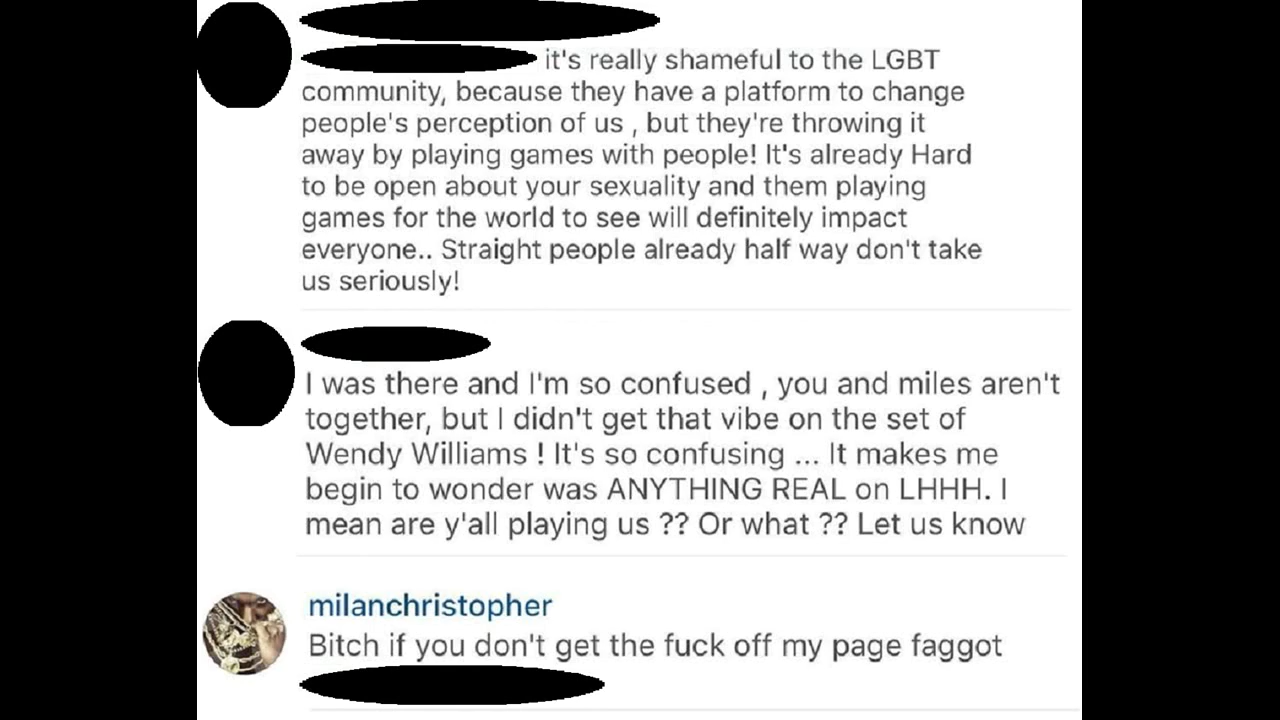 it's really shameful to the LGBT
community, because they have a platform to change
people's perception of us , but they're throwing it
away by playing games with people! It's already Hard
to be open about your sexuality and them playing
games for the world to see will definitely impact
everyone.. Straight people already half way don't take
us seriously!
I was there and I'm so confused , you and miles aren't
together, but I didn't get that vibe on the set of
Wendy Williams ! It's so confusing ... It makes me
begin to wonder was ANYTHING REAL on LHHH. I
mean are y'all playing us ?? Or what ?? Let us know
milanchristopher
Bitch if you don't get the fuck off my page faggot